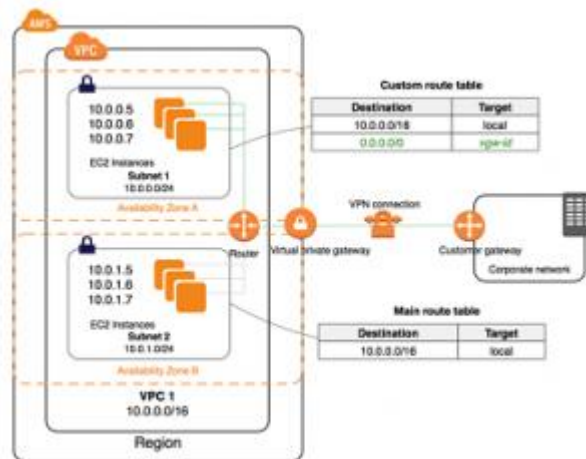 AWS
VPC
10.0.0.5
10.0.0.6
10.0.0.7
EC2 Instances
Subnet 1
10.0.0.0/24
Availability Zone A
10.0.1.5
10.0.1.6
10.0.1.7
EC2 Instances
Subnet 2
10.0.1.0/24
Availability Zone B
VPC 1
10.0.0.0/16
Region
Router
Virtual private gateway
VPN connection
Customer gateway
Corporate network
Custom route table
Destination Target
10.0.0.0/16 local
0.0.0.0/0 vgw-id
Main route table
Destination Target
10.0.0.0/16 local